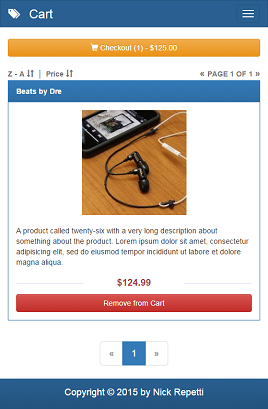 Cart
Checkout (1) - $125.00
Z - A | Price « PAGE 1 OF 1 »
Beats by Dre
A product called twenty-six with a very long description about
something about the product. Lorem ipsum dolor sit amet, consectetur
adipisicing elit, sed do eiusmod tempor incididunt ut labore et dolore
magna aliqua.
$124.99
Remove from Cart
« 1 »
Copyright © 2015 by Nick Repetti